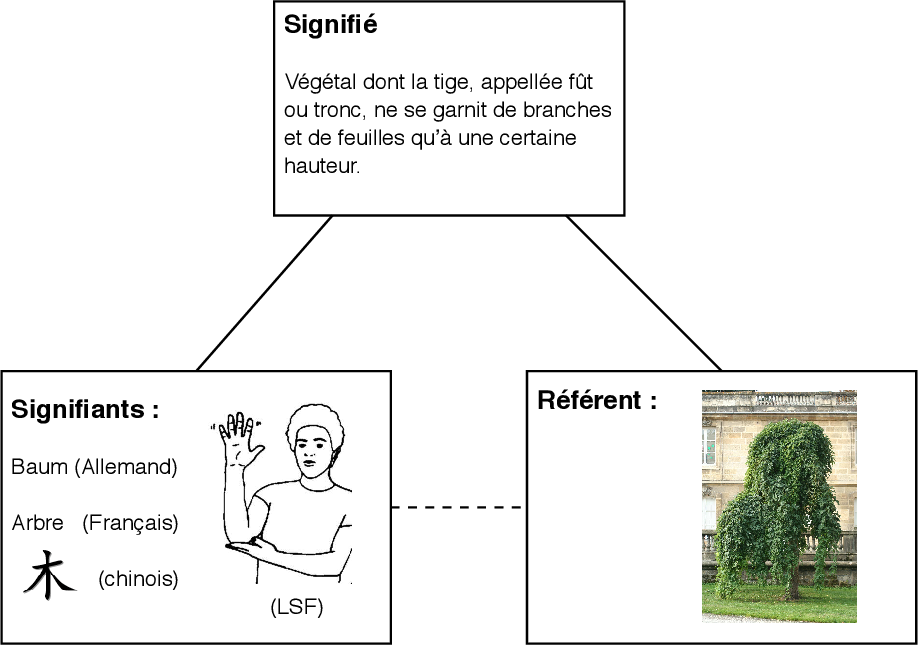 Signifié
Végétal dont la tige, appellée fût
ou tronc, ne se garnit de branches
et de feuilles qu'à une certaine
hauteur.
Signifiants :
Baum (Allemand)
Arbre (Français)
木 (chinois)
(LSF)
Référent :